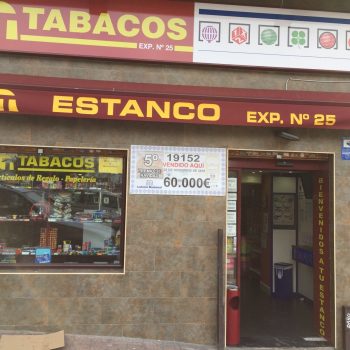 TABACOS
EXP. Nº 25
ESTANCO EXP. Nº 25
TABACOS
Artículos de Regalo - Papelería
5º
19152
VENDIDO AQUÍ
60.000€
BIENVENIDOS A TU ESTANCO